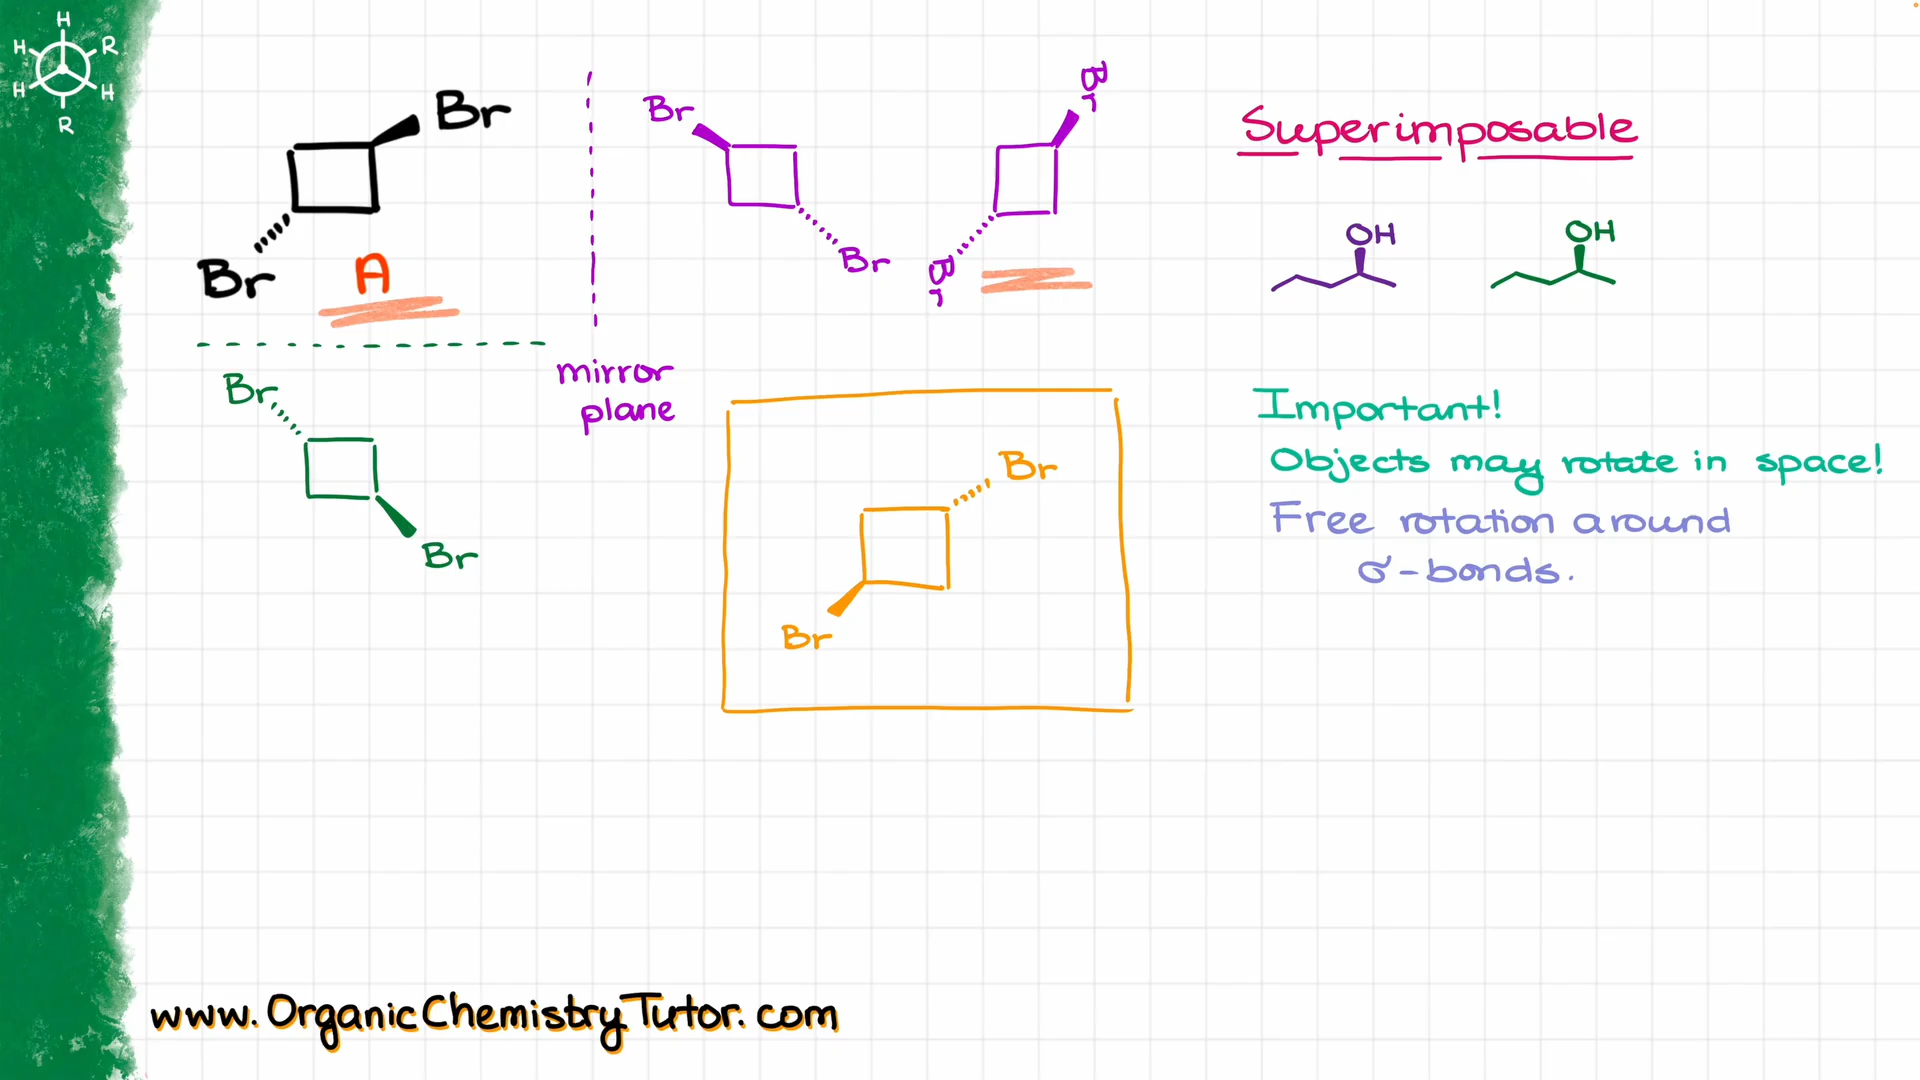 H
H R
H H
R
Br
Br
A
Br
Br
Br
Br
mirror
plane
Br
Br
Br
Br
Superimposable
OH OH
Important!
Objects may rotate in space!
Free rotation around
σ-bonds.
www.OrganicChemistryTutor.com